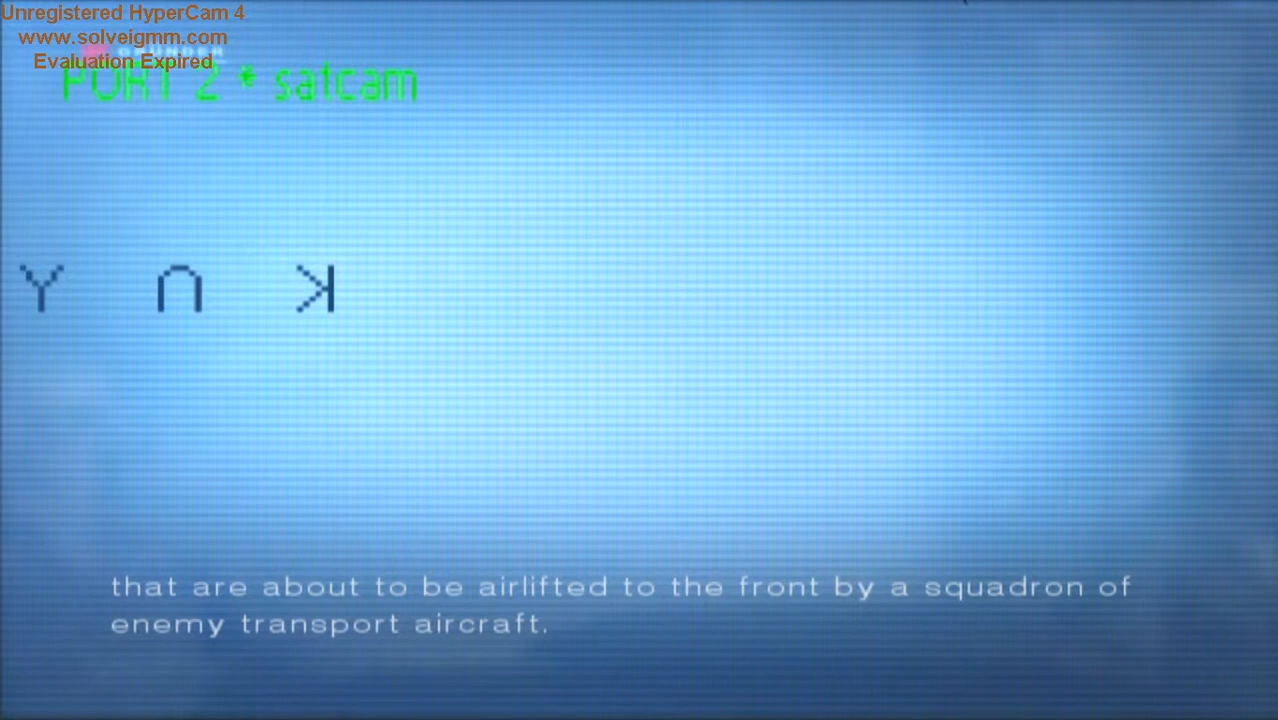 Unregistered HyperCam 4
www.solveigmm.com
GRÜNDER
Evaluation Expired
PORT 2 * satcam
that are about to be airlifted to the front by a squadron of
enemy transport aircraft.